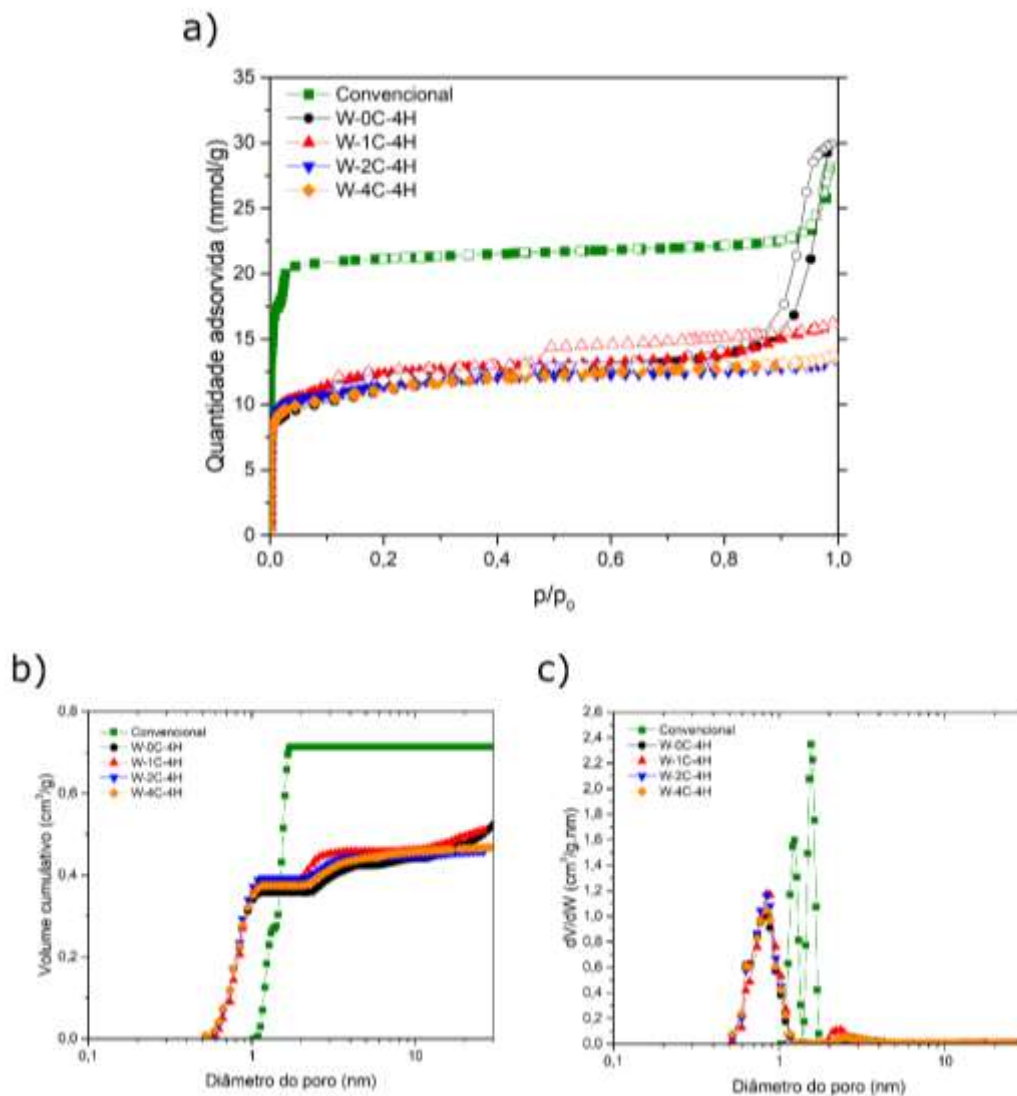 a)
35
30
25
20
15
10
5
0
Quantidade adsorvida (mmol/g)
Convencional
W-0C-4H
W-1C-4H
W-2C-4H
W-4C-4H
0,0 0,2 0,4 0,6 0,8 1,0
p/p₀
b)
0,8
0,6
0,4
0,2
0,0
Volume cumulativo (cm³/g)
Convencional
W-0C-4H
W-1C-4H
W-2C-4H
W-4C-4H
0,1 1 10
Diâmetro do poro (nm)
c)
2,6
2,4
2,2
2,0
1,8
1,6
1,4
1,2
1,0
0,8
0,6
0,4
0,2
0,0
dV/dW (cm³/g.nm)
Convencional
W-0C-4H
W-1C-4H
W-2C-4H
W-4C-4H
0,1 1 10
Diâmetro do poro (nm)